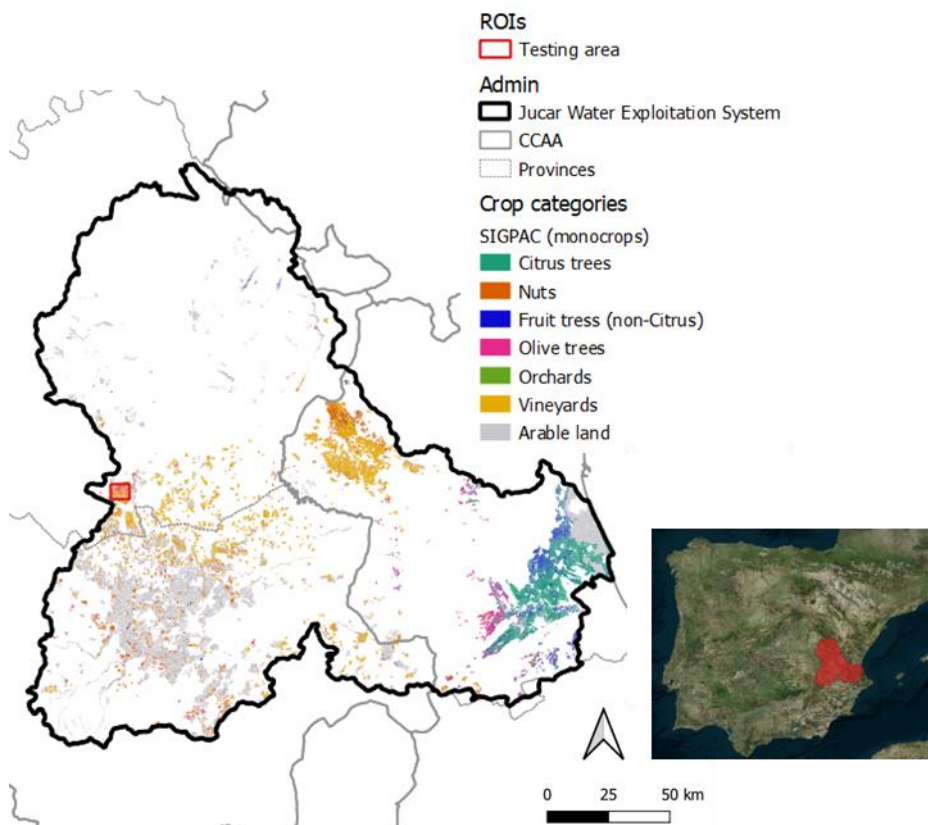 ROIs
Testing area
Admin
Jucar Water Exploitation System
CCAA
Provinces
Crop categories
SIGPAC (monocrops)
Citrus trees
Nuts
Fruit tress (non-Citrus)
Olive trees
Orchards
Vineyards
Arable land
0 25 50 km